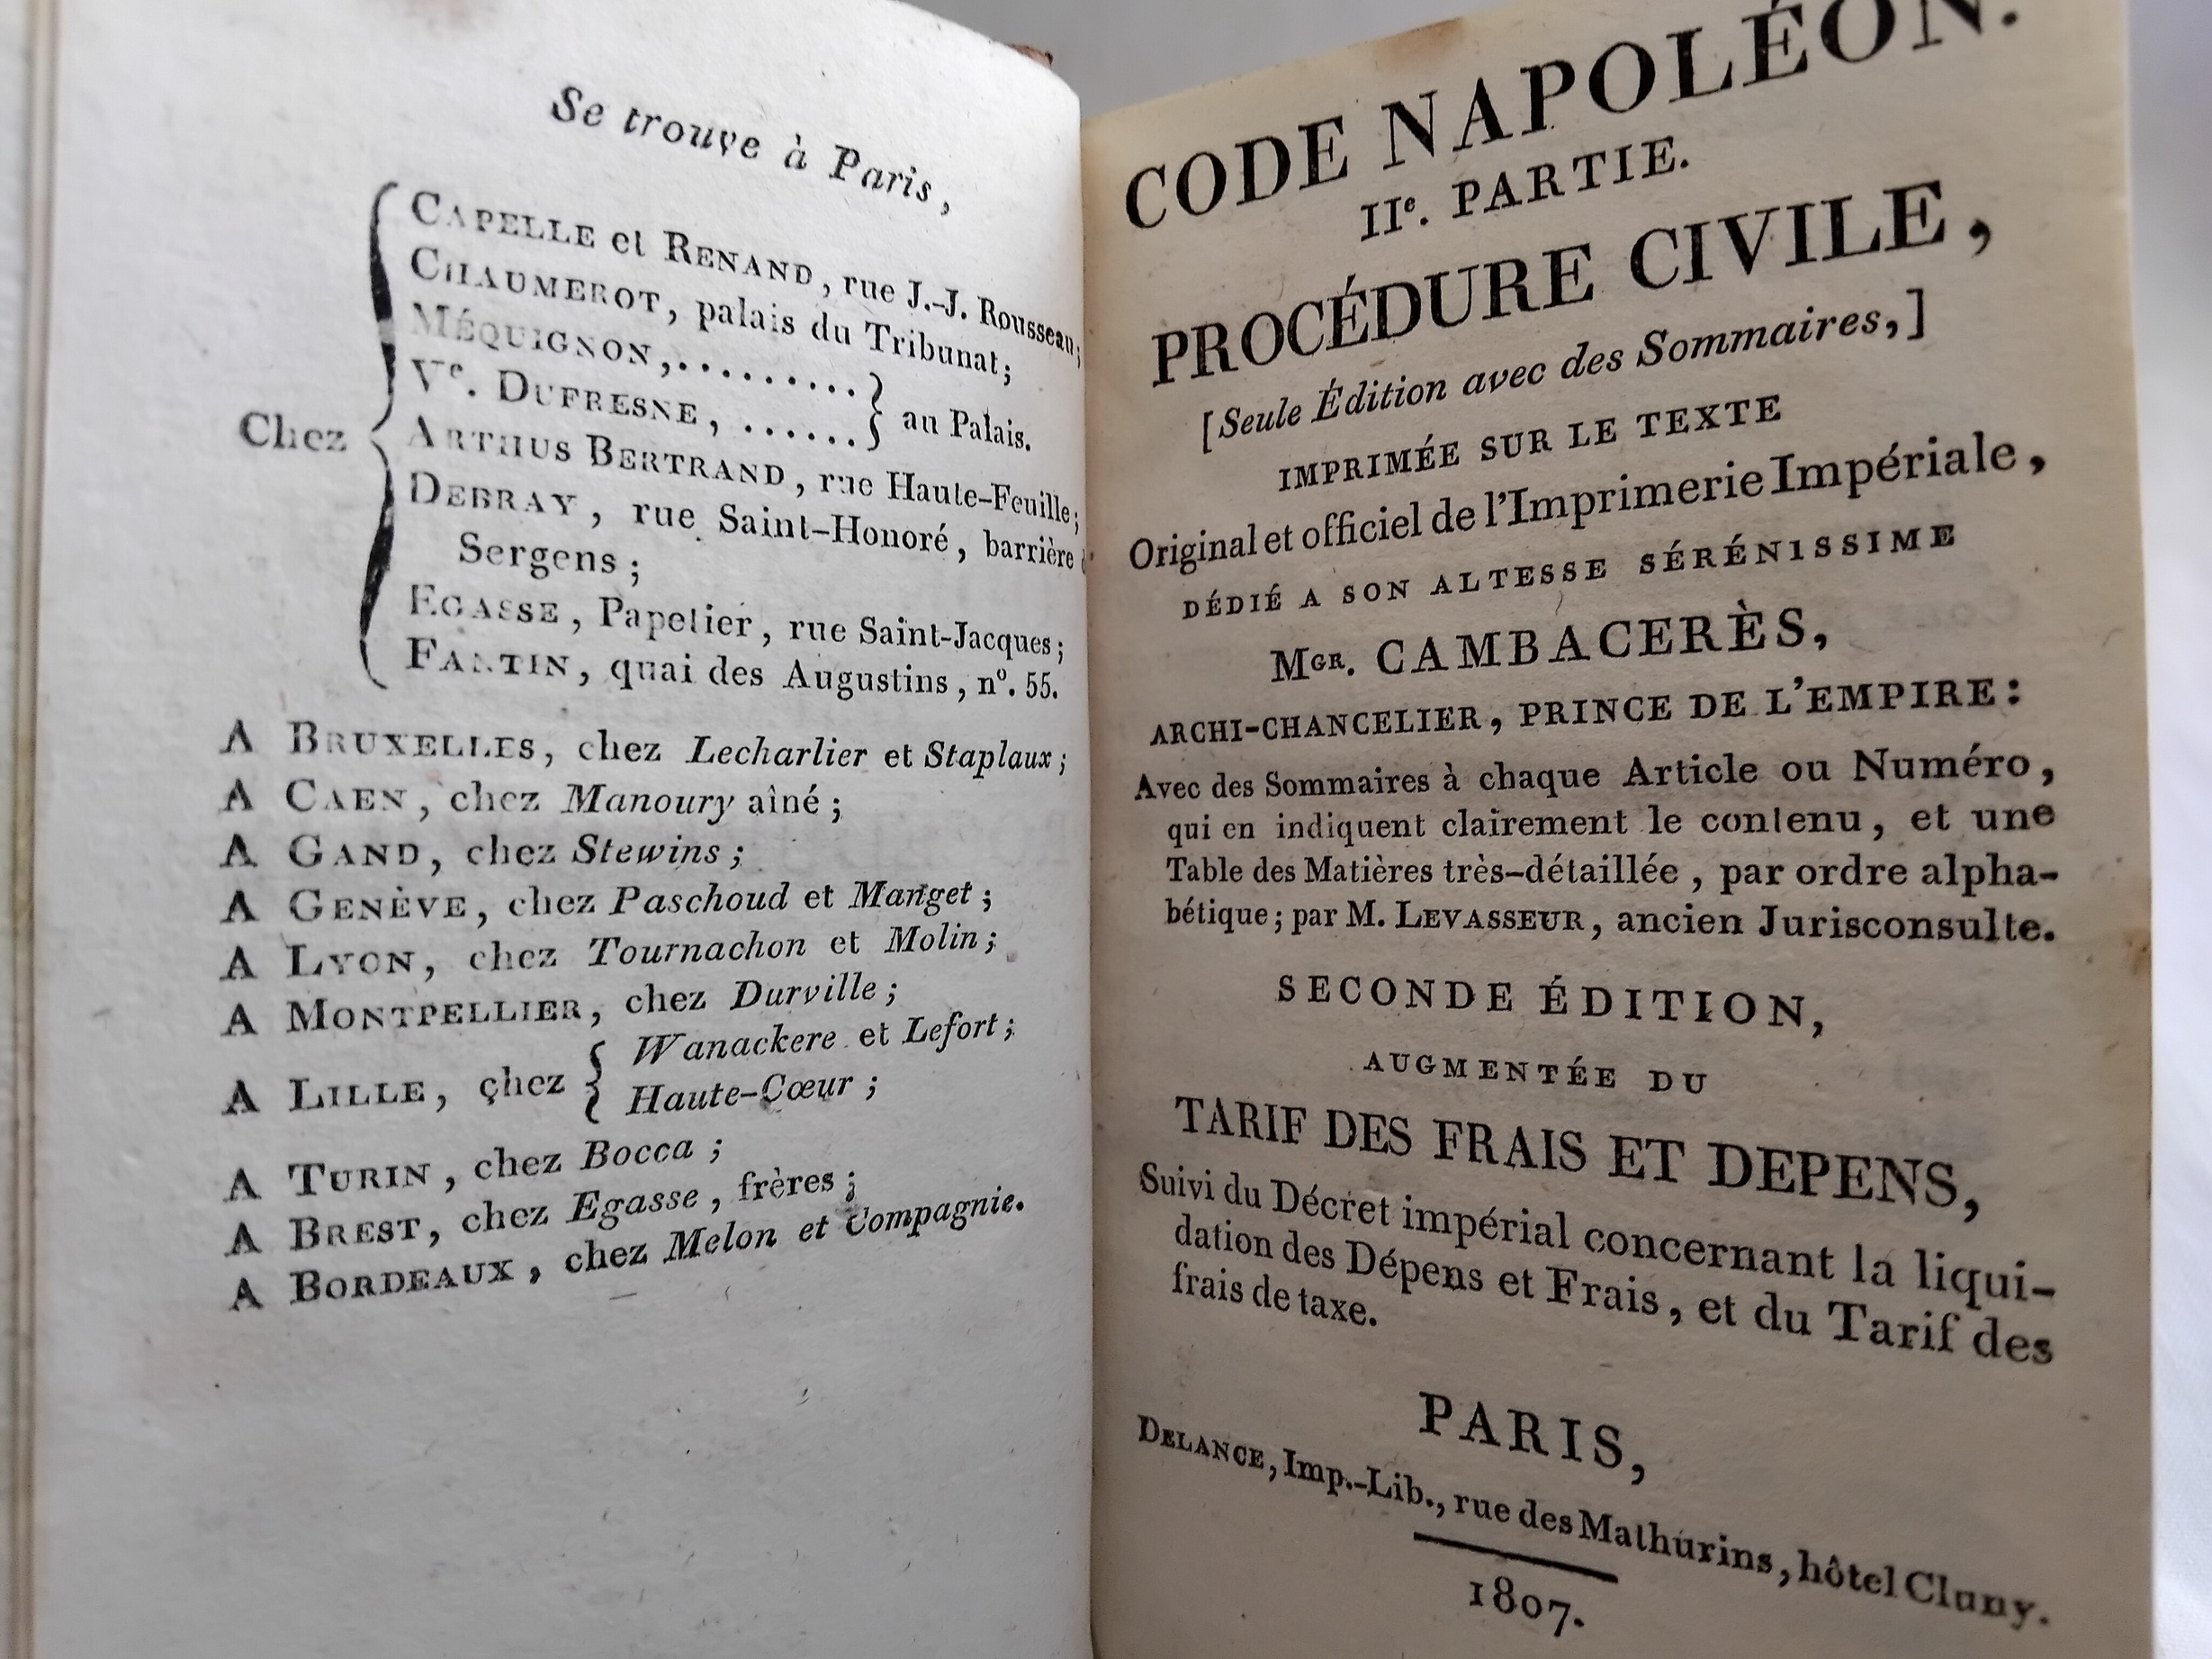 Se trouve à Paris,
CAPELLE et RENAND, rue J.-J. Rousseau;
CHAUMEROT, palais du Tribunat;
MÉQUIGNON,.........
Ve. DUFRESNE, ......
au Palais.
Chez
ARTHUS BERTRAND, rue Haute-Feuille;
DEBRAY, rue Saint-Honoré, barrière
Sergens;
EGASSE, Papetier, rue Saint-Jacques;
FANTIN, quai des Augustins, nº. 55.
A BRUXELLES, chez Lecharlier et Staplaux;
A CAEN, chez Manoury aîné;
A GAND, chez Stewins;
A GENÈVE, chez Paschoud et Manget;
A LYON, chez Tournachon et Molin;
A MONTPELLIER, chez Durville;
A LILLE, chez
Wanackere et Lefort;
Haute-Cœur;
A TURIN, chez Bocca;
A BREST, chez Egasse, frères;
A BORDEAUX, chez Melon et Compagnie.
CODE NAPOLÉON.
IIe. PARTIE.
PROCÉDURE CIVILE,
[Seule Édition avec des Sommaires,]
IMPRIMÉE SUR LE TEXTE
Original et officiel de l'Imprimerie Impériale,
DÉDIÉ A SON ALTESSE SÉRÉNISSIME
MGR. CAMBACERÈS,
ARCHI-CHANCELIER, PRINCE DE L'EMPIRE:
Avec des Sommaires à chaque Article ou Numéro,
qui en indiquent clairement le contenu, et une
Table des Matières très-détaillée, par ordre alpha-
bétique; par M. LEVASSEUR, ancien Jurisconsulte.
SECONDE ÉDITION,
AUGMENTÉE DU
TARIF DES FRAIS ET DEPENS,
Suivi du Décret impérial concernant la liqui-
dation des Dépens et Frais, et du Tarif des
frais de taxe.
PARIS,
DELANCE, Imp.-Lib., rue des Mathurins, hôtel Cluny.
1807.